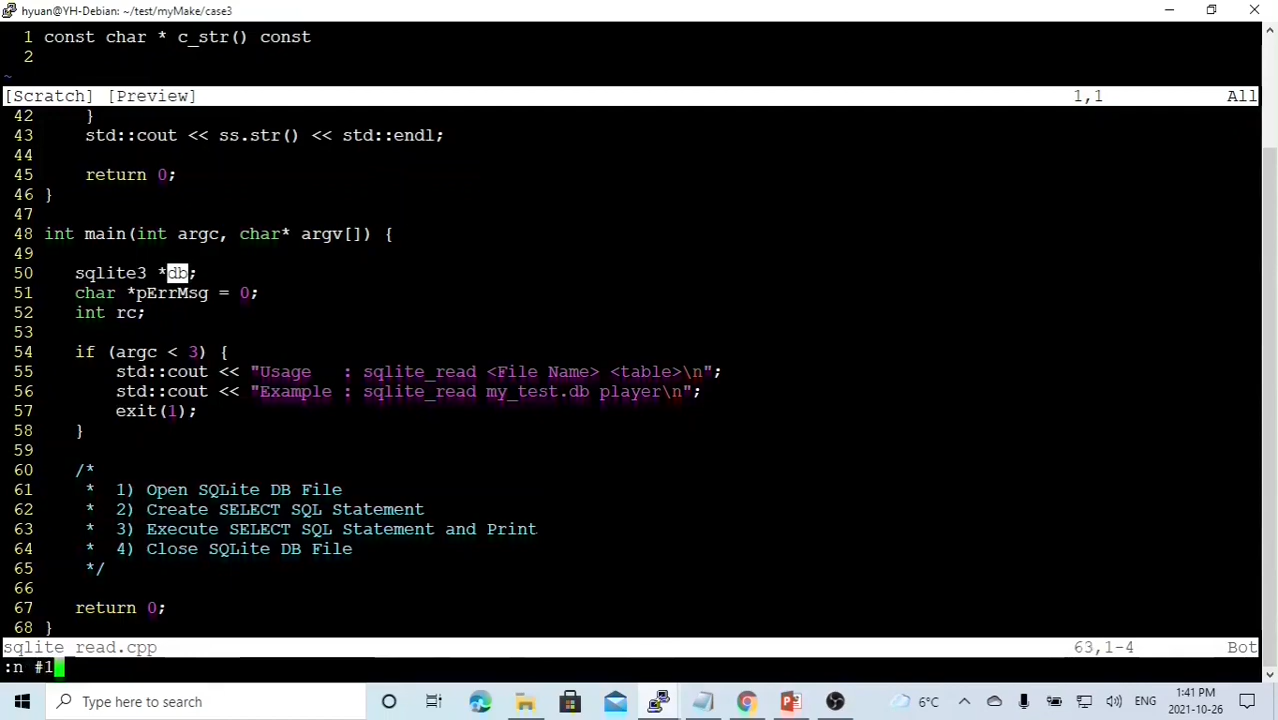 hyuan@YH-Debian: ~/test/myMake/case3
1 const char * c_str() const
2
~
[Scratch] [Preview] 1,1 All
42 }
43 std::cout << ss.str() << std::endl;
44
45 return 0;
46 }
47
48 int main(int argc, char* argv[]) {
49
50 sqlite3 *db;
51 char *pErrMsg = 0;
52 int rc;
53
54 if (argc < 3) {
55 std::cout << "Usage   : sqlite_read <File Name> <table>\n";
56 std::cout << "Example : sqlite_read my_test.db player\n";
57 exit(1);
58 }
59
60 /*
61 *  1) Open SQLite DB File
62 *  2) Create SELECT SQL Statement
63 *  3) Execute SELECT SQL Statement and Print
64 *  4) Close SQLite DB File
65 */
66
67 return 0;
68 }
sqlite_read.cpp 63,1-4 Bot
:n #1
Type here to search 6°C ENG 1:41 PM
2021-10-26